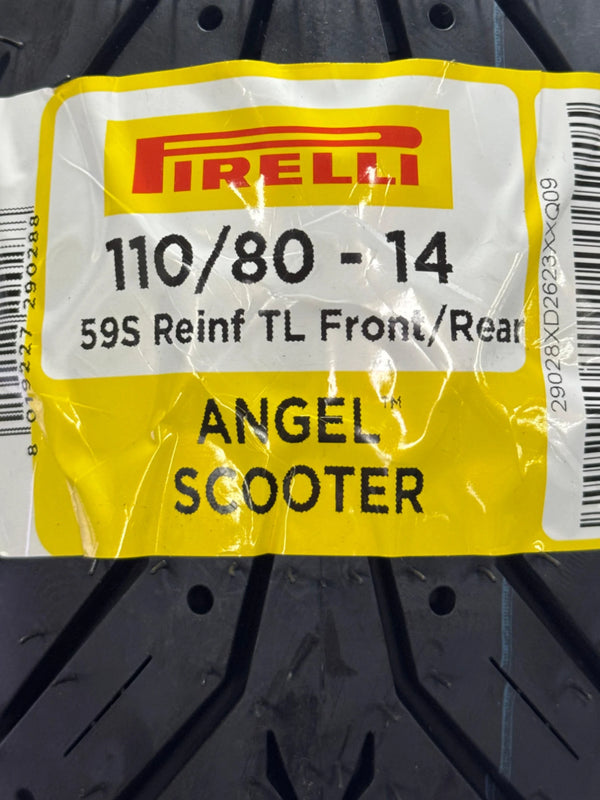 PIRELLI
110/80 - 14
59S Reinf TL Front/Rear
ANGEL™
SCOOTER
8 019227 290288
29028XD2623XXQ09